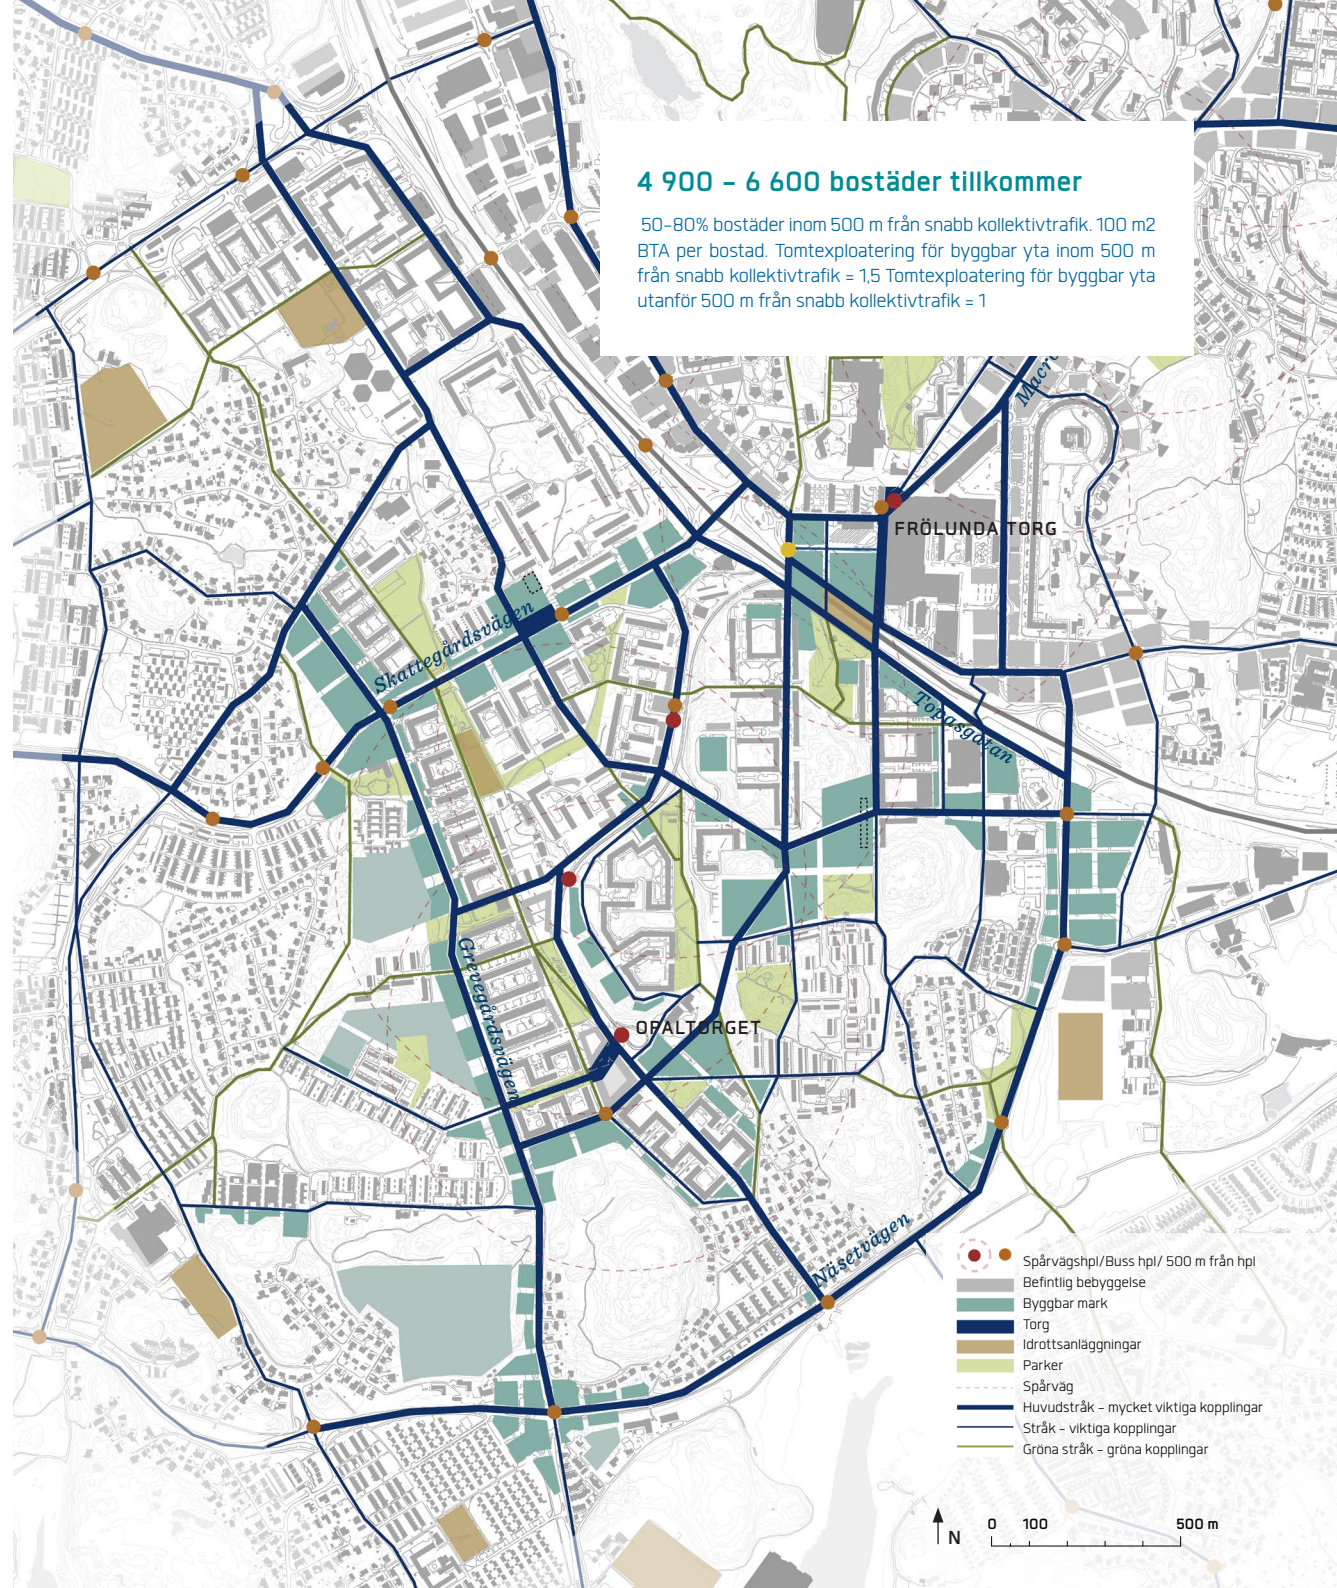 4 900 – 6 600 bostäder tillkommer
50-80% bostäder inom 500 m från snabb kollektivtrafik. 100 m2
BTA per bostad. Tomtexploatering för byggbar yta inom 500 m
från snabb kollektivtrafik = 1,5 Tomtexploatering för byggbar yta
utanför 500 m från snabb kollektivtrafik = 1
Macro
FRÖLUNDA TORG
Skattegårdsvägen
Topasgatan
Grevegårdsvägen
OPALTORGET
Näsetvägen
Spårvägshpl/Buss hpl/ 500 m från hpl
Befintlig bebyggelse
Byggbar mark
Torg
Idrottsanläggningar
Parker
Spårväg
Huvudstråk - mycket viktiga kopplingar
Stråk - viktiga kopplingar
Gröna stråk - gröna kopplingar
N
0 100 500 m